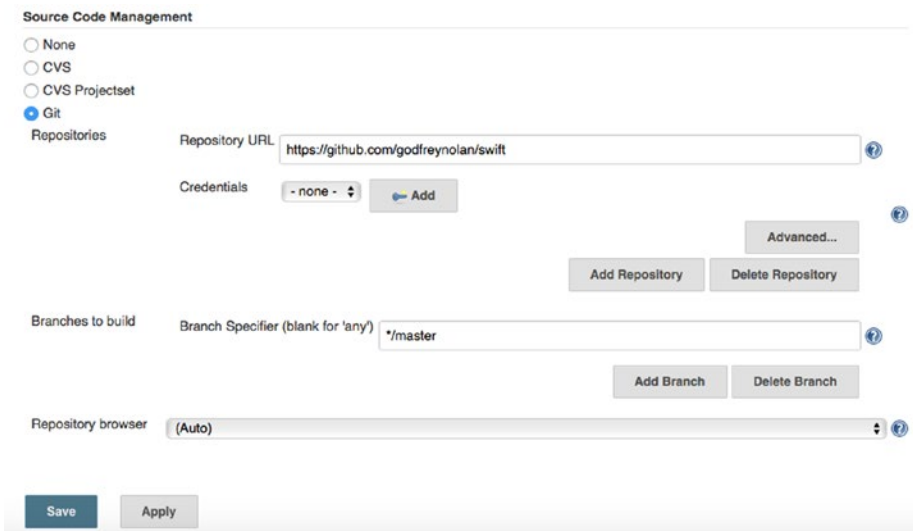 Source Code Management
None
CVS
CVS Projectset
Git
Repositories
Repository URL
https://github.com/godfreynolan/swift
Credentials
- none -
Add
Advanced...
Add Repository
Delete Repository
Branches to build
Branch Specifier (blank for 'any')
*/master
Add Branch
Delete Branch
Repository browser
(Auto)
Save
Apply